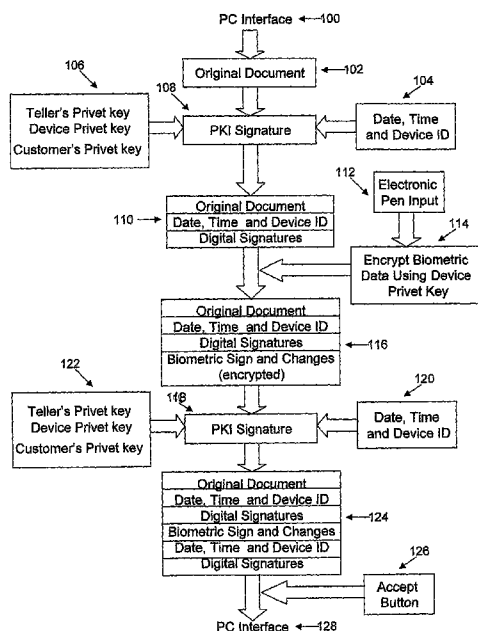 PC Interface 100
Original Document 102
106
108
104
Teller's Privet key
Device Privet key
Customer's Privet key
PKI Signature
Date, Time
and Device ID
112
Electronic
Pen Input
110
Original Document
Date, Time and Device ID
Digital Signatures
114
Encrypt Biometric
Data Using Device
Privet Key
Original Document
Date, Time and Device ID
Digital Signatures
Biometric Sign and Changes
(encrypted)
116
122
118
120
Teller's Privet key
Device Privet key
Customer's Privet key
PKI Signature
Date, Time
and Device ID
Original Document
Date, Time and Device ID
Digital Signatures
Biometric Sign and Changes
Date, Time and Device ID
Digital Signatures
124
126
Accept
Button
PC Interface 128